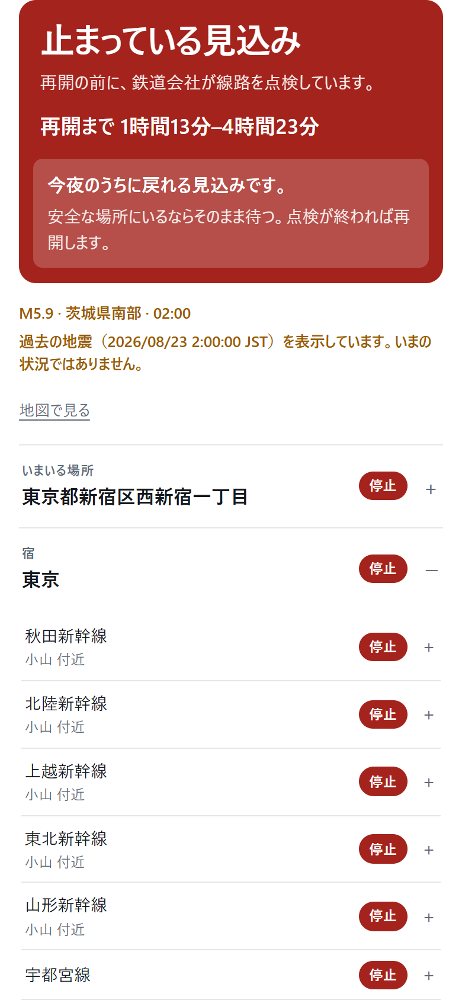 止まっている見込み
再開の前に、鉄道会社が線路を点検しています。
再開まで 1時間13分–4時間23分
今夜のうちに戻れる見込みです。
安全な場所にいるならそのまま待つ。点検が終われば再
開します。
M5.9 · 茨城県南部 · 02:00
過去の地震（2026/08/23 2:00:00 JST）を表示しています。いまの
状況ではありません。
地図で見る
いまいる場所
東京都新宿区西新宿一丁目
停止
+
宿
東京
停止
—
秋田新幹線
小山 付近
停止
+
北陸新幹線
小山 付近
停止
+
上越新幹線
小山 付近
停止
+
東北新幹線
小山 付近
停止
+
山形新幹線
小山 付近
停止
+
宇都宮線
停止
+